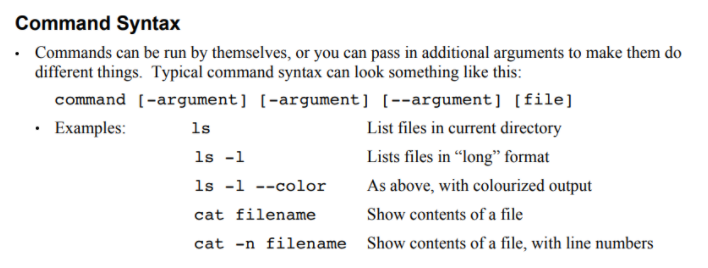 Command Syntax
• Commands can be run by themselves, or you can pass in additional arguments to make them do
different things. Typical command syntax can look something like this:
command [-argument] [-argument] [--argument] [file]
• Examples: ls List files in current directory
ls -l Lists files in “long” format
ls -l --color As above, with colourized output
cat filename Show contents of a file
cat -n filename Show contents of a file, with line numbers